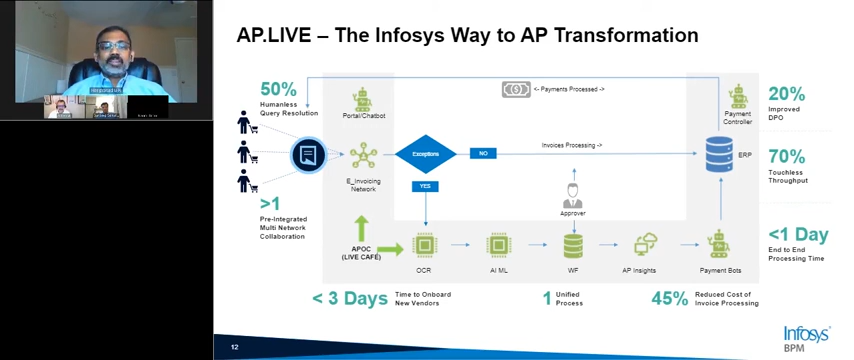 AP.LIVE – The Infosys Way to AP Transformation
50%
Humanless
Query Resolution
Portal/Chatbot
<- Payments Processed ->
Payment
Controller
20%
Improved
DPO
Exceptions
NO
Invoices Processing ->
ERP
70%
Touchless
Throughput
E_Invoicing
Network
YES
>1
Pre-Integrated
Multi Network
Collaboration
Approver
APOC
(LIVE CAFÉ)
<1 Day
End to End
Processing Time
OCR
AI ML
WF
AP Insights
Payment Bots
< 3 Days
Time to Onboard
New Vendors
1
Unified
Process
45%
Reduced Cost of
Invoice Processing
12
Infosys
BPM